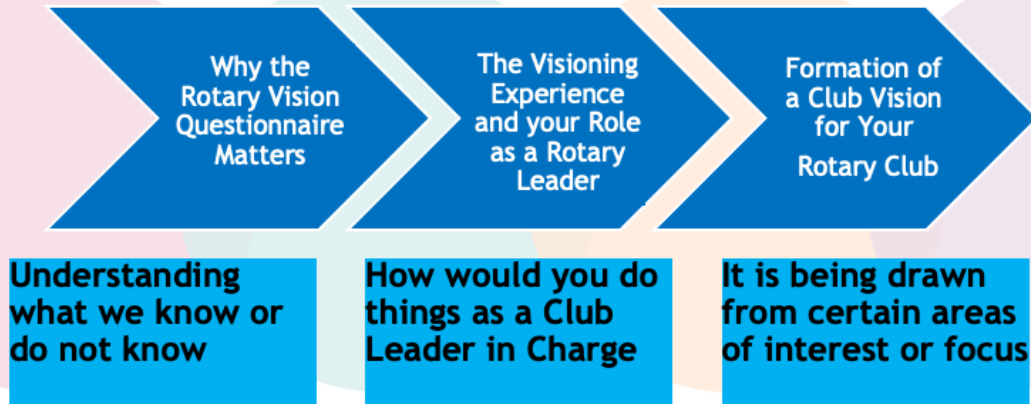 Why the
Rotary Vision
Questionnaire
Matters
The Visioning
Experience
and your Role
as a Rotary
Leader
Formation of
a Club Vision
for Your
Rotary Club
Understanding
what we know or
do not know
How would you do
things as a Club
Leader in Charge
It is being drawn
from certain areas
of interest or focus